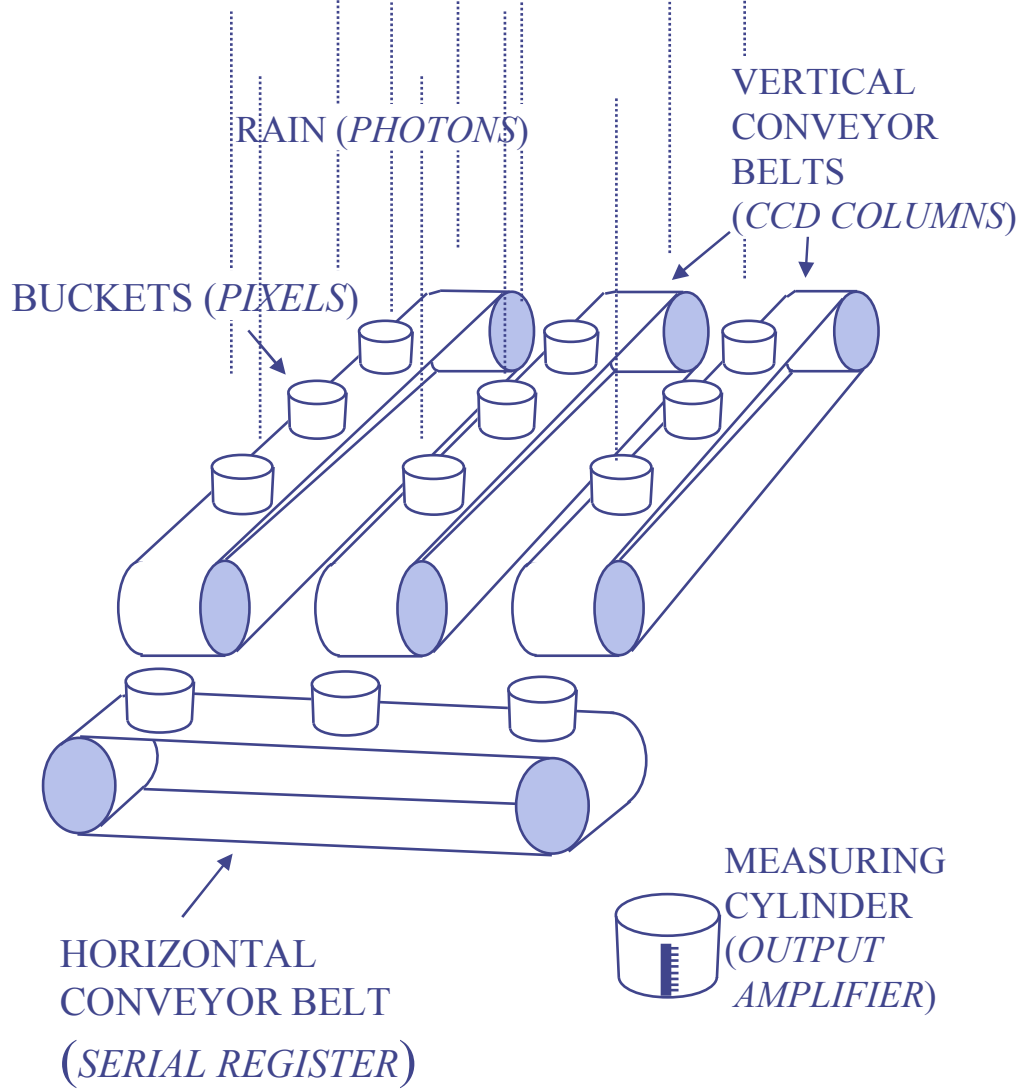 RAIN (PHOTONS)
VERTICAL
CONVEYOR
BELTS
(CCD COLUMNS)
BUCKETS (PIXELS)
MEASURING
CYLINDER
(OUTPUT
AMPLIFIER)
HORIZONTAL
CONVEYOR BELT
(SERIAL REGISTER)